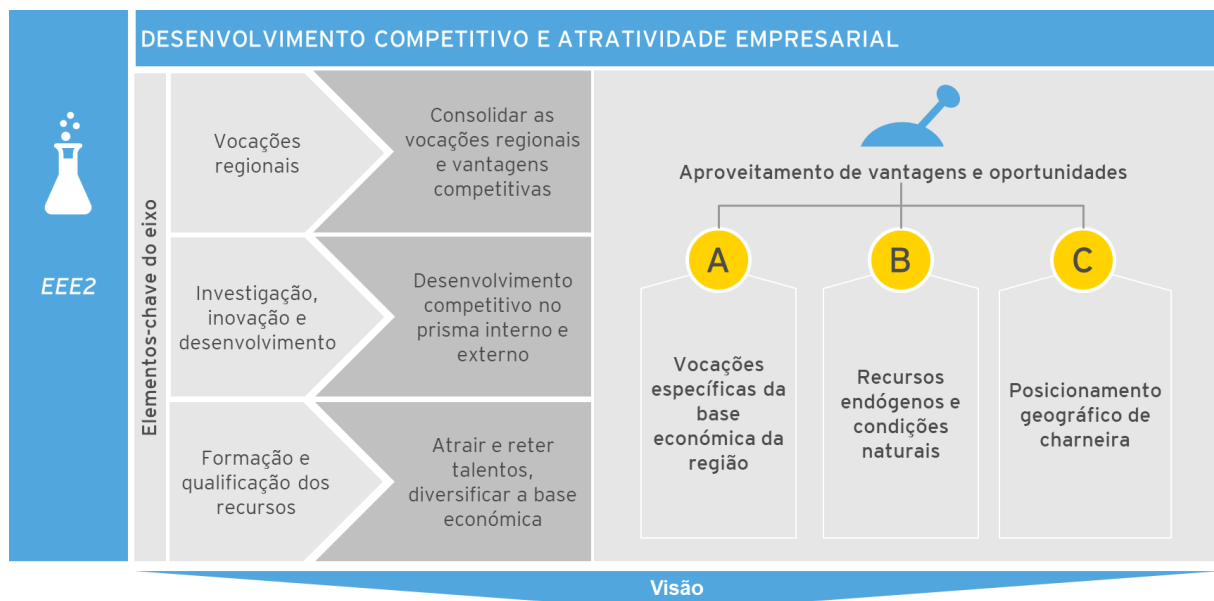 DESENVOLVIMENTO COMPETITIVO E ATRATIVIDADE EMPRESARIAL
EEE2
Elementos-chave do eixo
Vocações
regionais
Consolidar as
vocações regionais
e vantagens
competitivas
Investigação,
inovação e
desenvolvimento
Desenvolvimento
competitivo no
prisma interno e
externo
Formação e
qualificação dos
recursos
Atrair e reter
talentos,
diversificar a base
económica
Aproveitamento de vantagens e oportunidades
A
Vocações
específicas da
base
económica da
região
B
Recursos
endógenos e
condições
naturais
C
Posicionamento
geográfico de
charneira
Visão